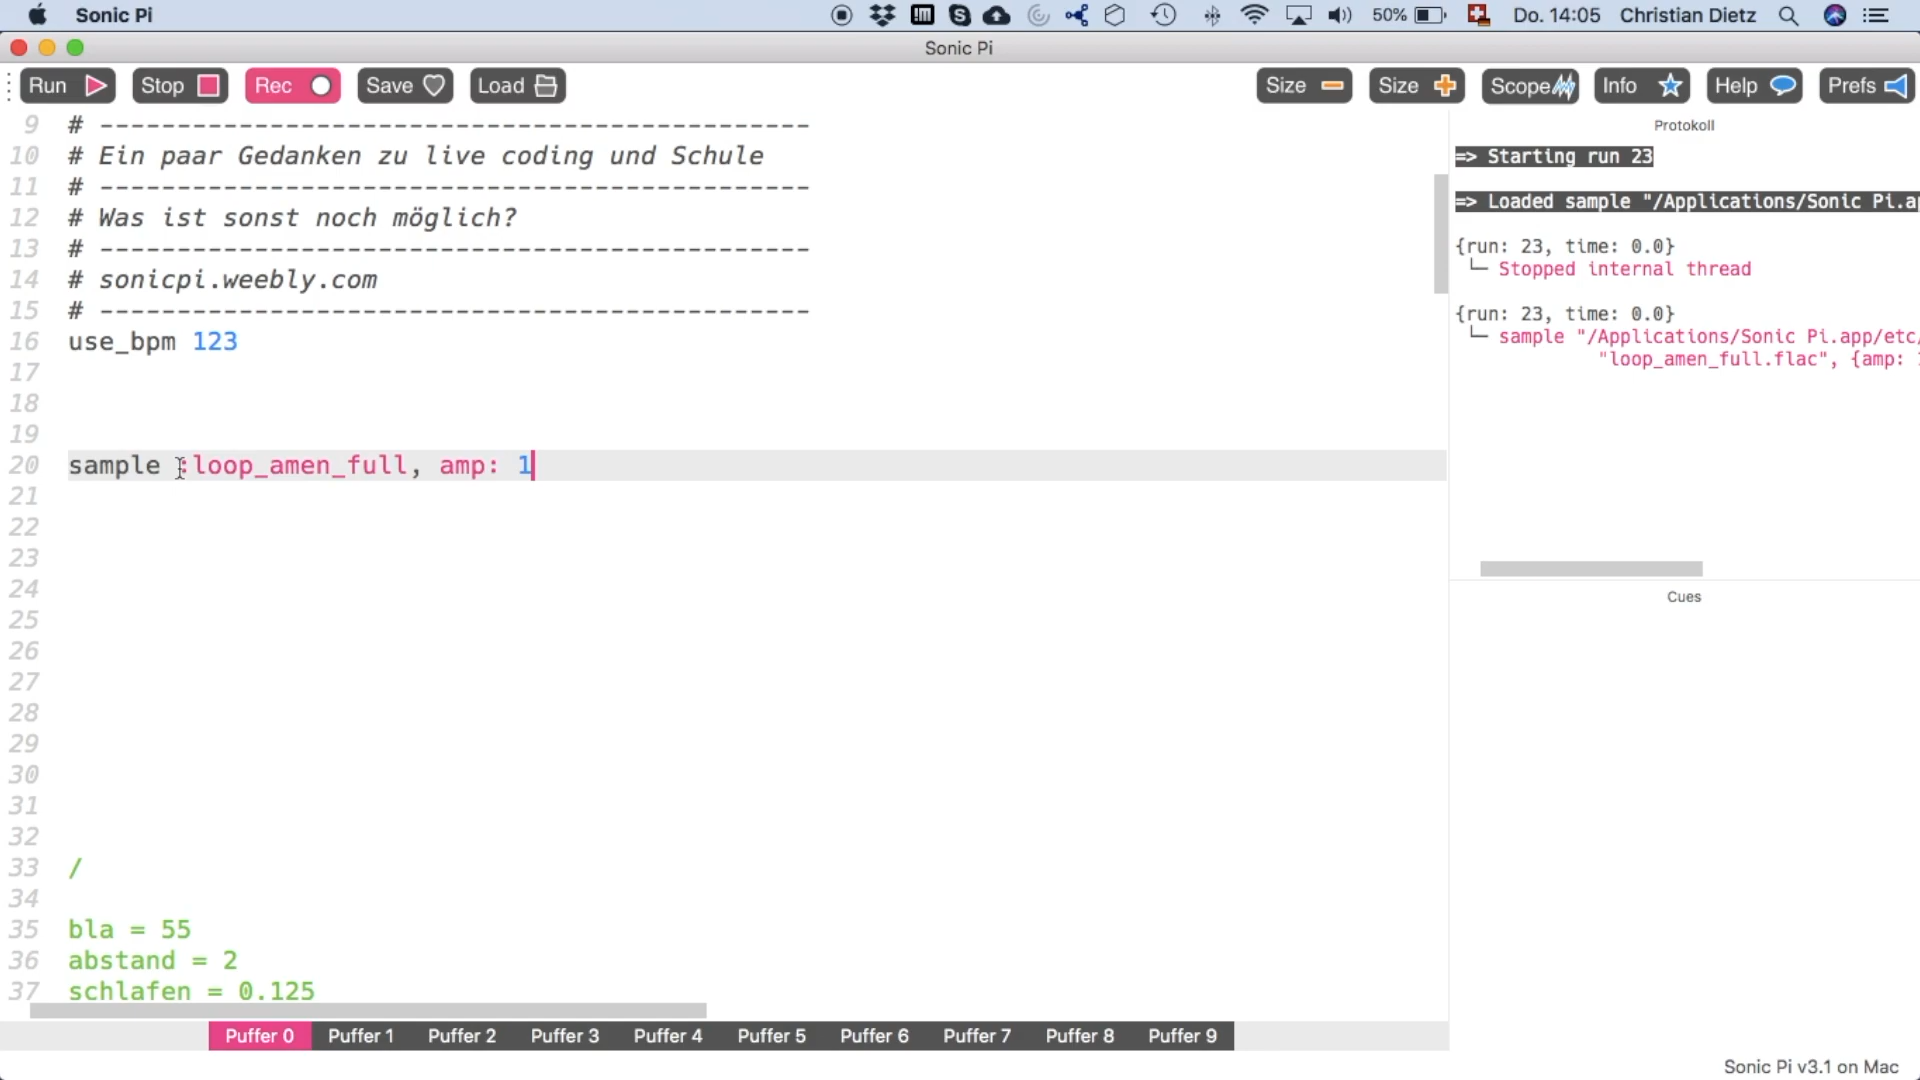 Sonic Pi
50%
Do. 14:05
Christian Dietz
Sonic Pi
Run
Stop
Rec
Save
Load
Size
Size
Scope
Info
Help
Prefs
9 # ----------------------------------------------
10 # Ein paar Gedanken zu live coding und Schule
11 # ----------------------------------------------
12 # Was ist sonst noch möglich?
13 # ----------------------------------------------
14 # sonicpi.weebly.com
15 # ----------------------------------------------
16 use_bpm 123
17
18
19
20 sample :loop_amen_full, amp: 1
21
22
23
24
25
26
27
28
29
30
31
32
33 /
34
35 bla = 55
36 abstand = 2
37 schlafen = 0.125
Protokoll
=> Starting run 23
=> Loaded sample "/Applications/Sonic Pi.ap
{run: 23, time: 0.0}
└─ Stopped internal thread
{run: 23, time: 0.0}
└─ sample "/Applications/Sonic Pi.app/etc/
"loop_amen_full.flac", {amp: 1
Cues
Puffer 0
Puffer 1
Puffer 2
Puffer 3
Puffer 4
Puffer 5
Puffer 6
Puffer 7
Puffer 8
Puffer 9
Sonic Pi v3.1 on Mac